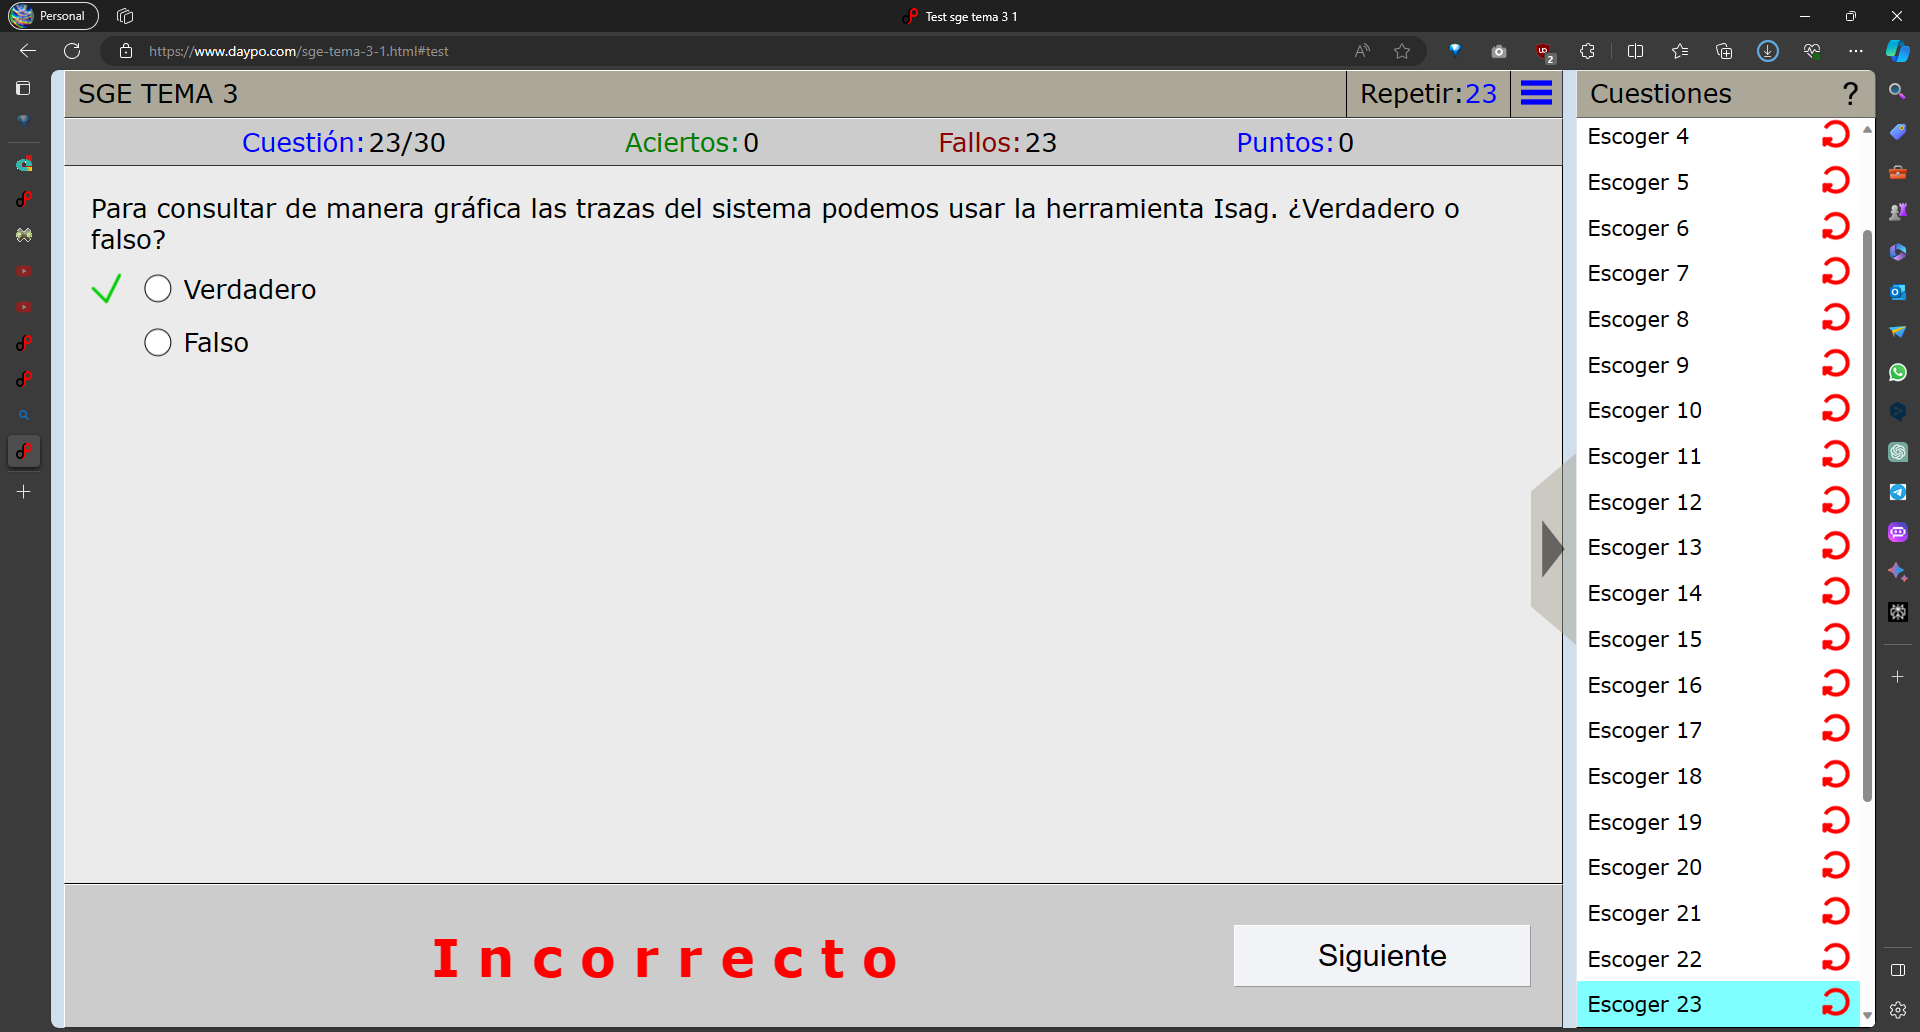 Personal
Test sge tema 3 1
https://www.daypo.com/sge-tema-3-1.html#test
SGE TEMA 3
Repetir:23
Cuestiones
?
Cuestión:23/30
Aciertos:0
Fallos:23
Puntos:0
Para consultar de manera gráfica las trazas del sistema podemos usar la herramienta Isag. ¿Verdadero o
falso?
Verdadero
Falso
Incorrecto
Siguiente
Escoger 4
Escoger 5
Escoger 6
Escoger 7
Escoger 8
Escoger 9
Escoger 10
Escoger 11
Escoger 12
Escoger 13
Escoger 14
Escoger 15
Escoger 16
Escoger 17
Escoger 18
Escoger 19
Escoger 20
Escoger 21
Escoger 22
Escoger 23
2